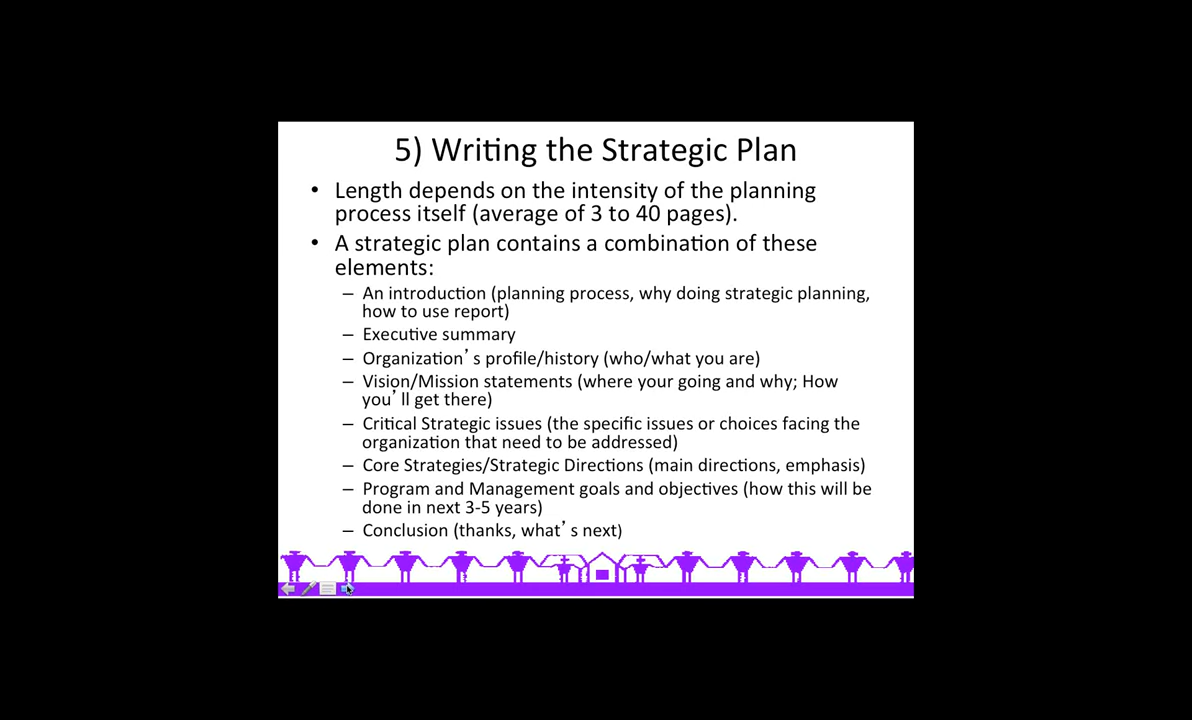 5) Writing the Strategic Plan
• Length depends on the intensity of the planning
process itself (average of 3 to 40 pages).
• A strategic plan contains a combination of these
elements:
– An introduction (planning process, why doing strategic planning,
how to use report)
– Executive summary
– Organization’s profile/history (who/what you are)
– Vision/Mission statements (where your going and why; How
you’ll get there)
– Critical Strategic issues (the specific issues or choices facing the
organization that need to be addressed)
– Core Strategies/Strategic Directions (main directions, emphasis)
– Program and Management goals and objectives (how this will be
done in next 3-5 years)
– Conclusion (thanks, what’s next)